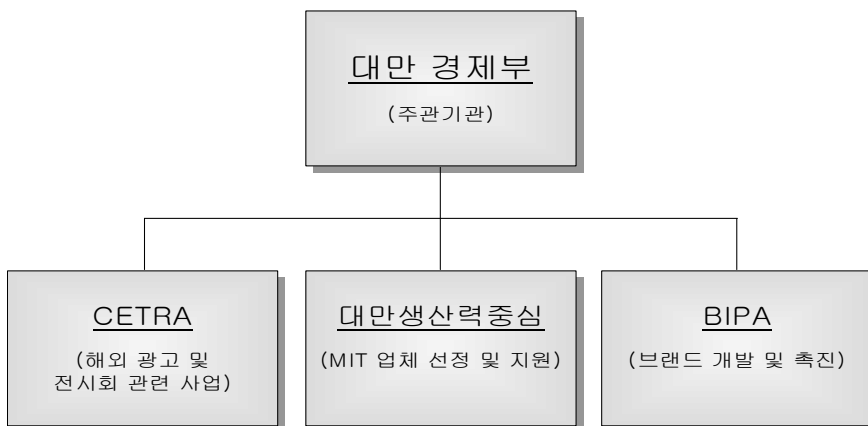 대만 경제부
(주관기관)
CETRA
(해외 광고 및
전시회 관련 사업)
대만생산력중심
(MIT 업체 선정 및 지원)
BIPA
(브랜드 개발 및 촉진)